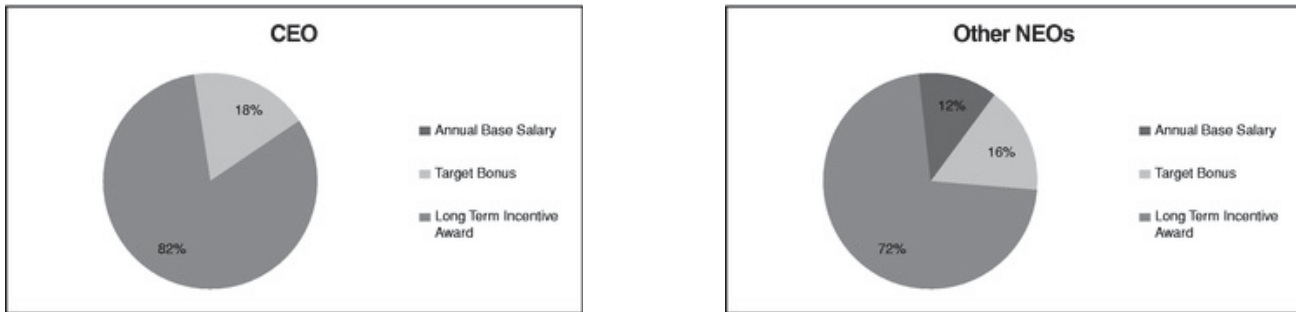 CEO
18%
82%
Annual Base Salary
Target Bonus
Long Term Incentive
Award
Other NEOs
12%
16%
72%
Annual Base Salary
Target Bonus
Long Term Incentive
Award